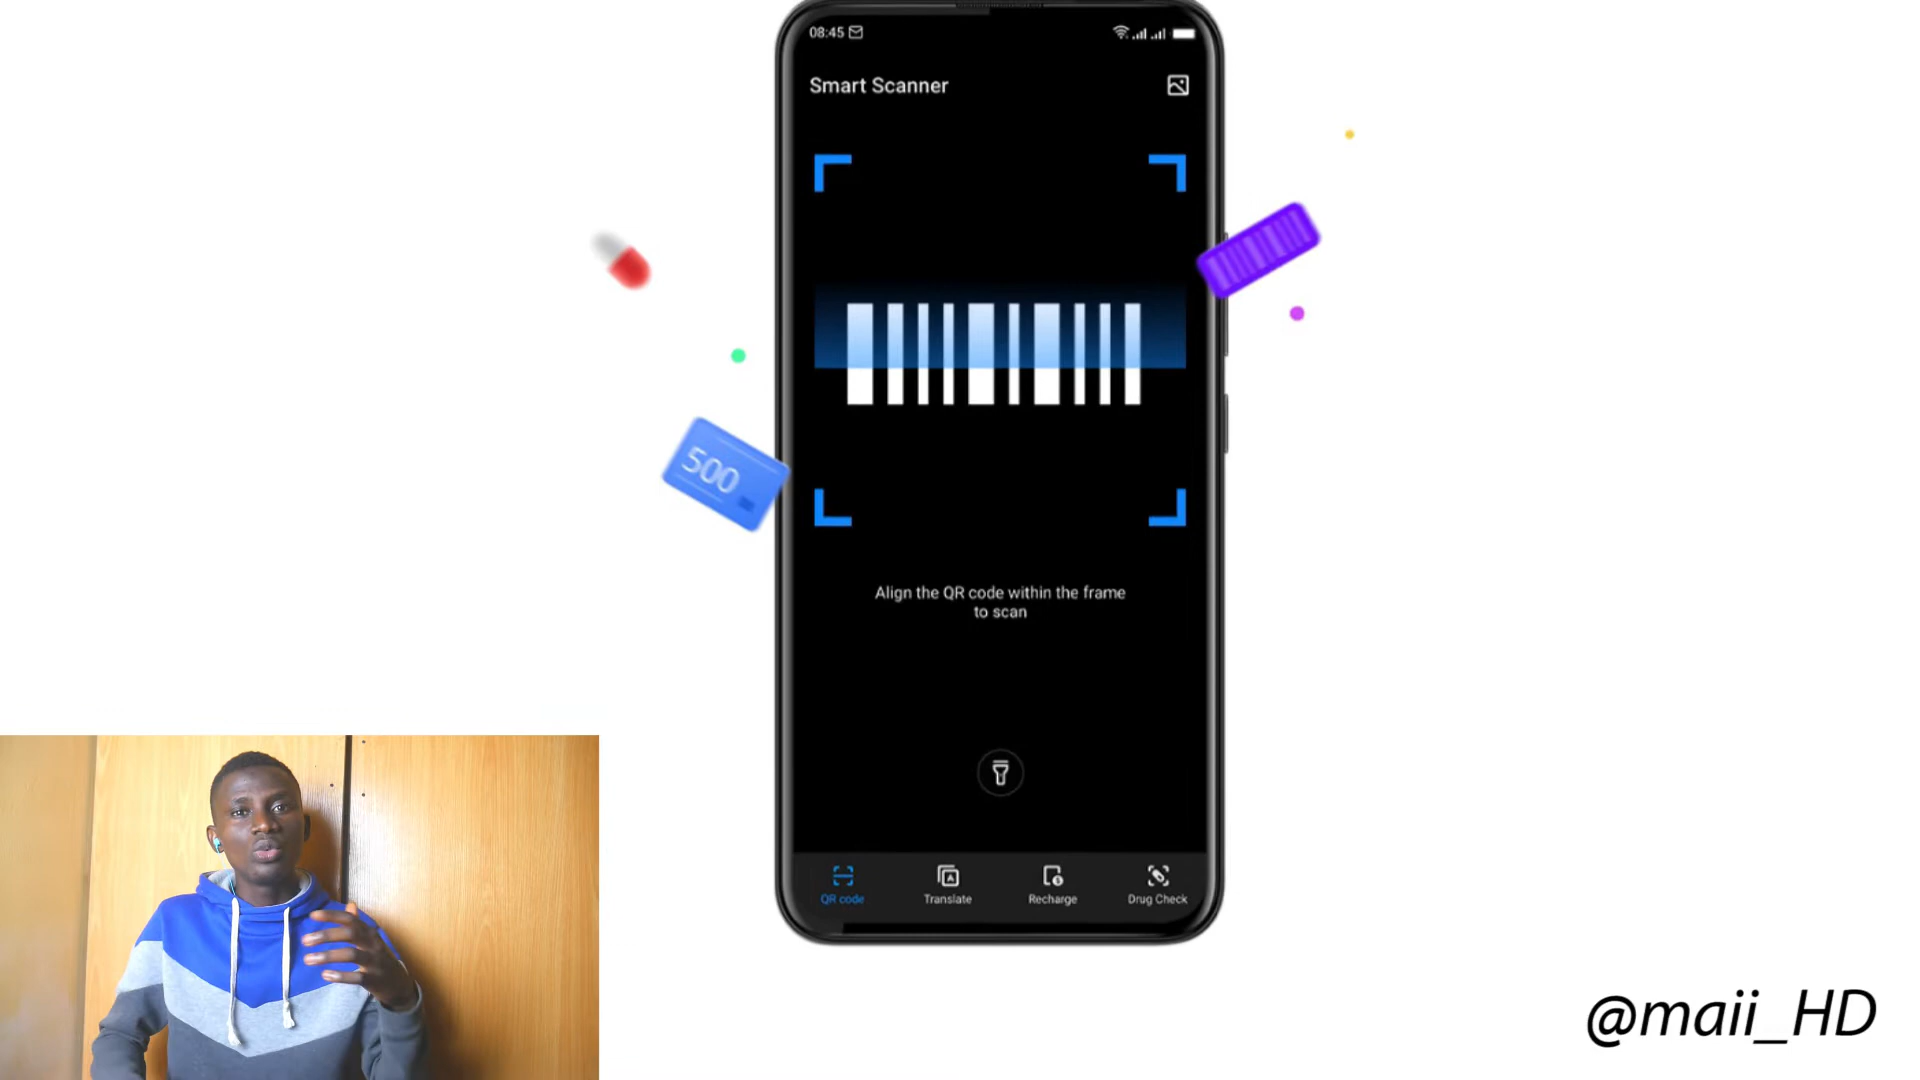 08:45
Smart Scanner
500
Align the QR code within the frame
to scan
QR code
Translate
Recharge
Drug Check
@maii_HD